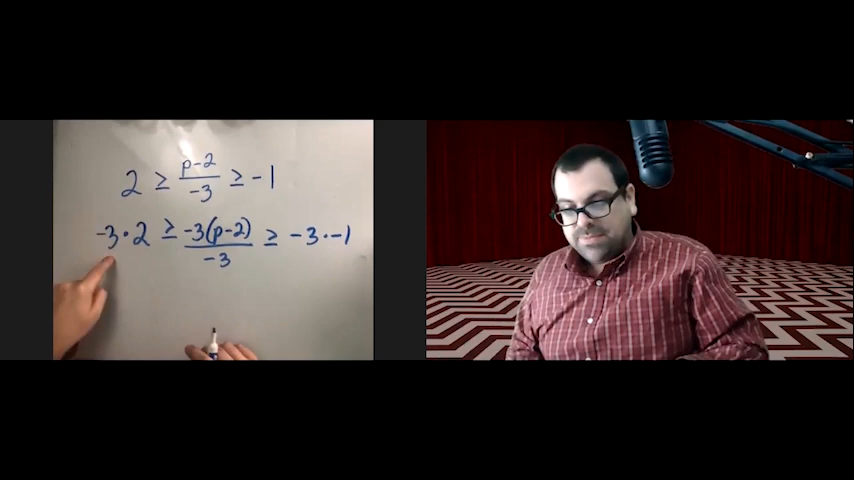 2 ≥ p-2/-3 ≥ -1
-3·2 ≥ -3(p-2)/-3 ≥ -3·-1